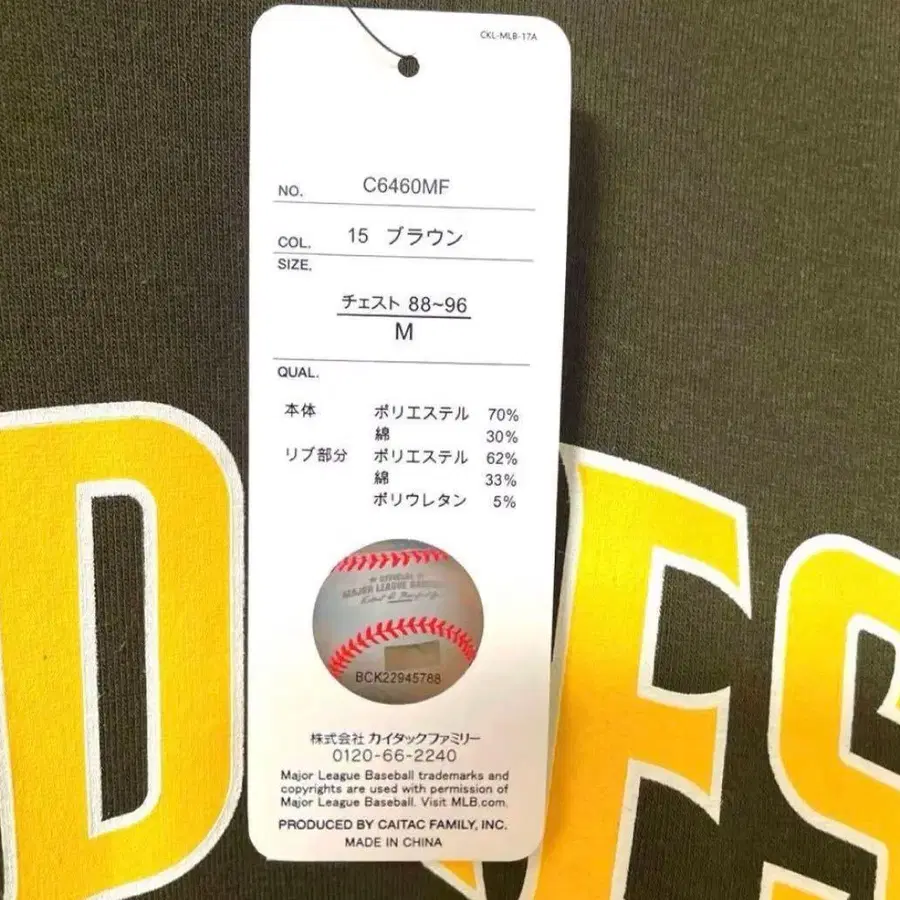 CKL-MLB-17A
NO. C6460MF
COL. 15 ブラウン
SIZE.
チェスト 88~96
M
QUAL.
本体 ポリエステル 70%
綿 30%
リブ部分 ポリエステル 62%
綿 33%
ポリウレタン 5%
OFFICIAL
MAJOR LEAGUE BASEBALL
BCK22945788
株式会社 カイタックファミリー
0120-66-2240
Major League Baseball trademarks and
copyrights are used with permission of
Major League Baseball. Visit MLB.com.
PRODUCED BY CAITAC FAMILY, INC.
MADE IN CHINA
D
ES